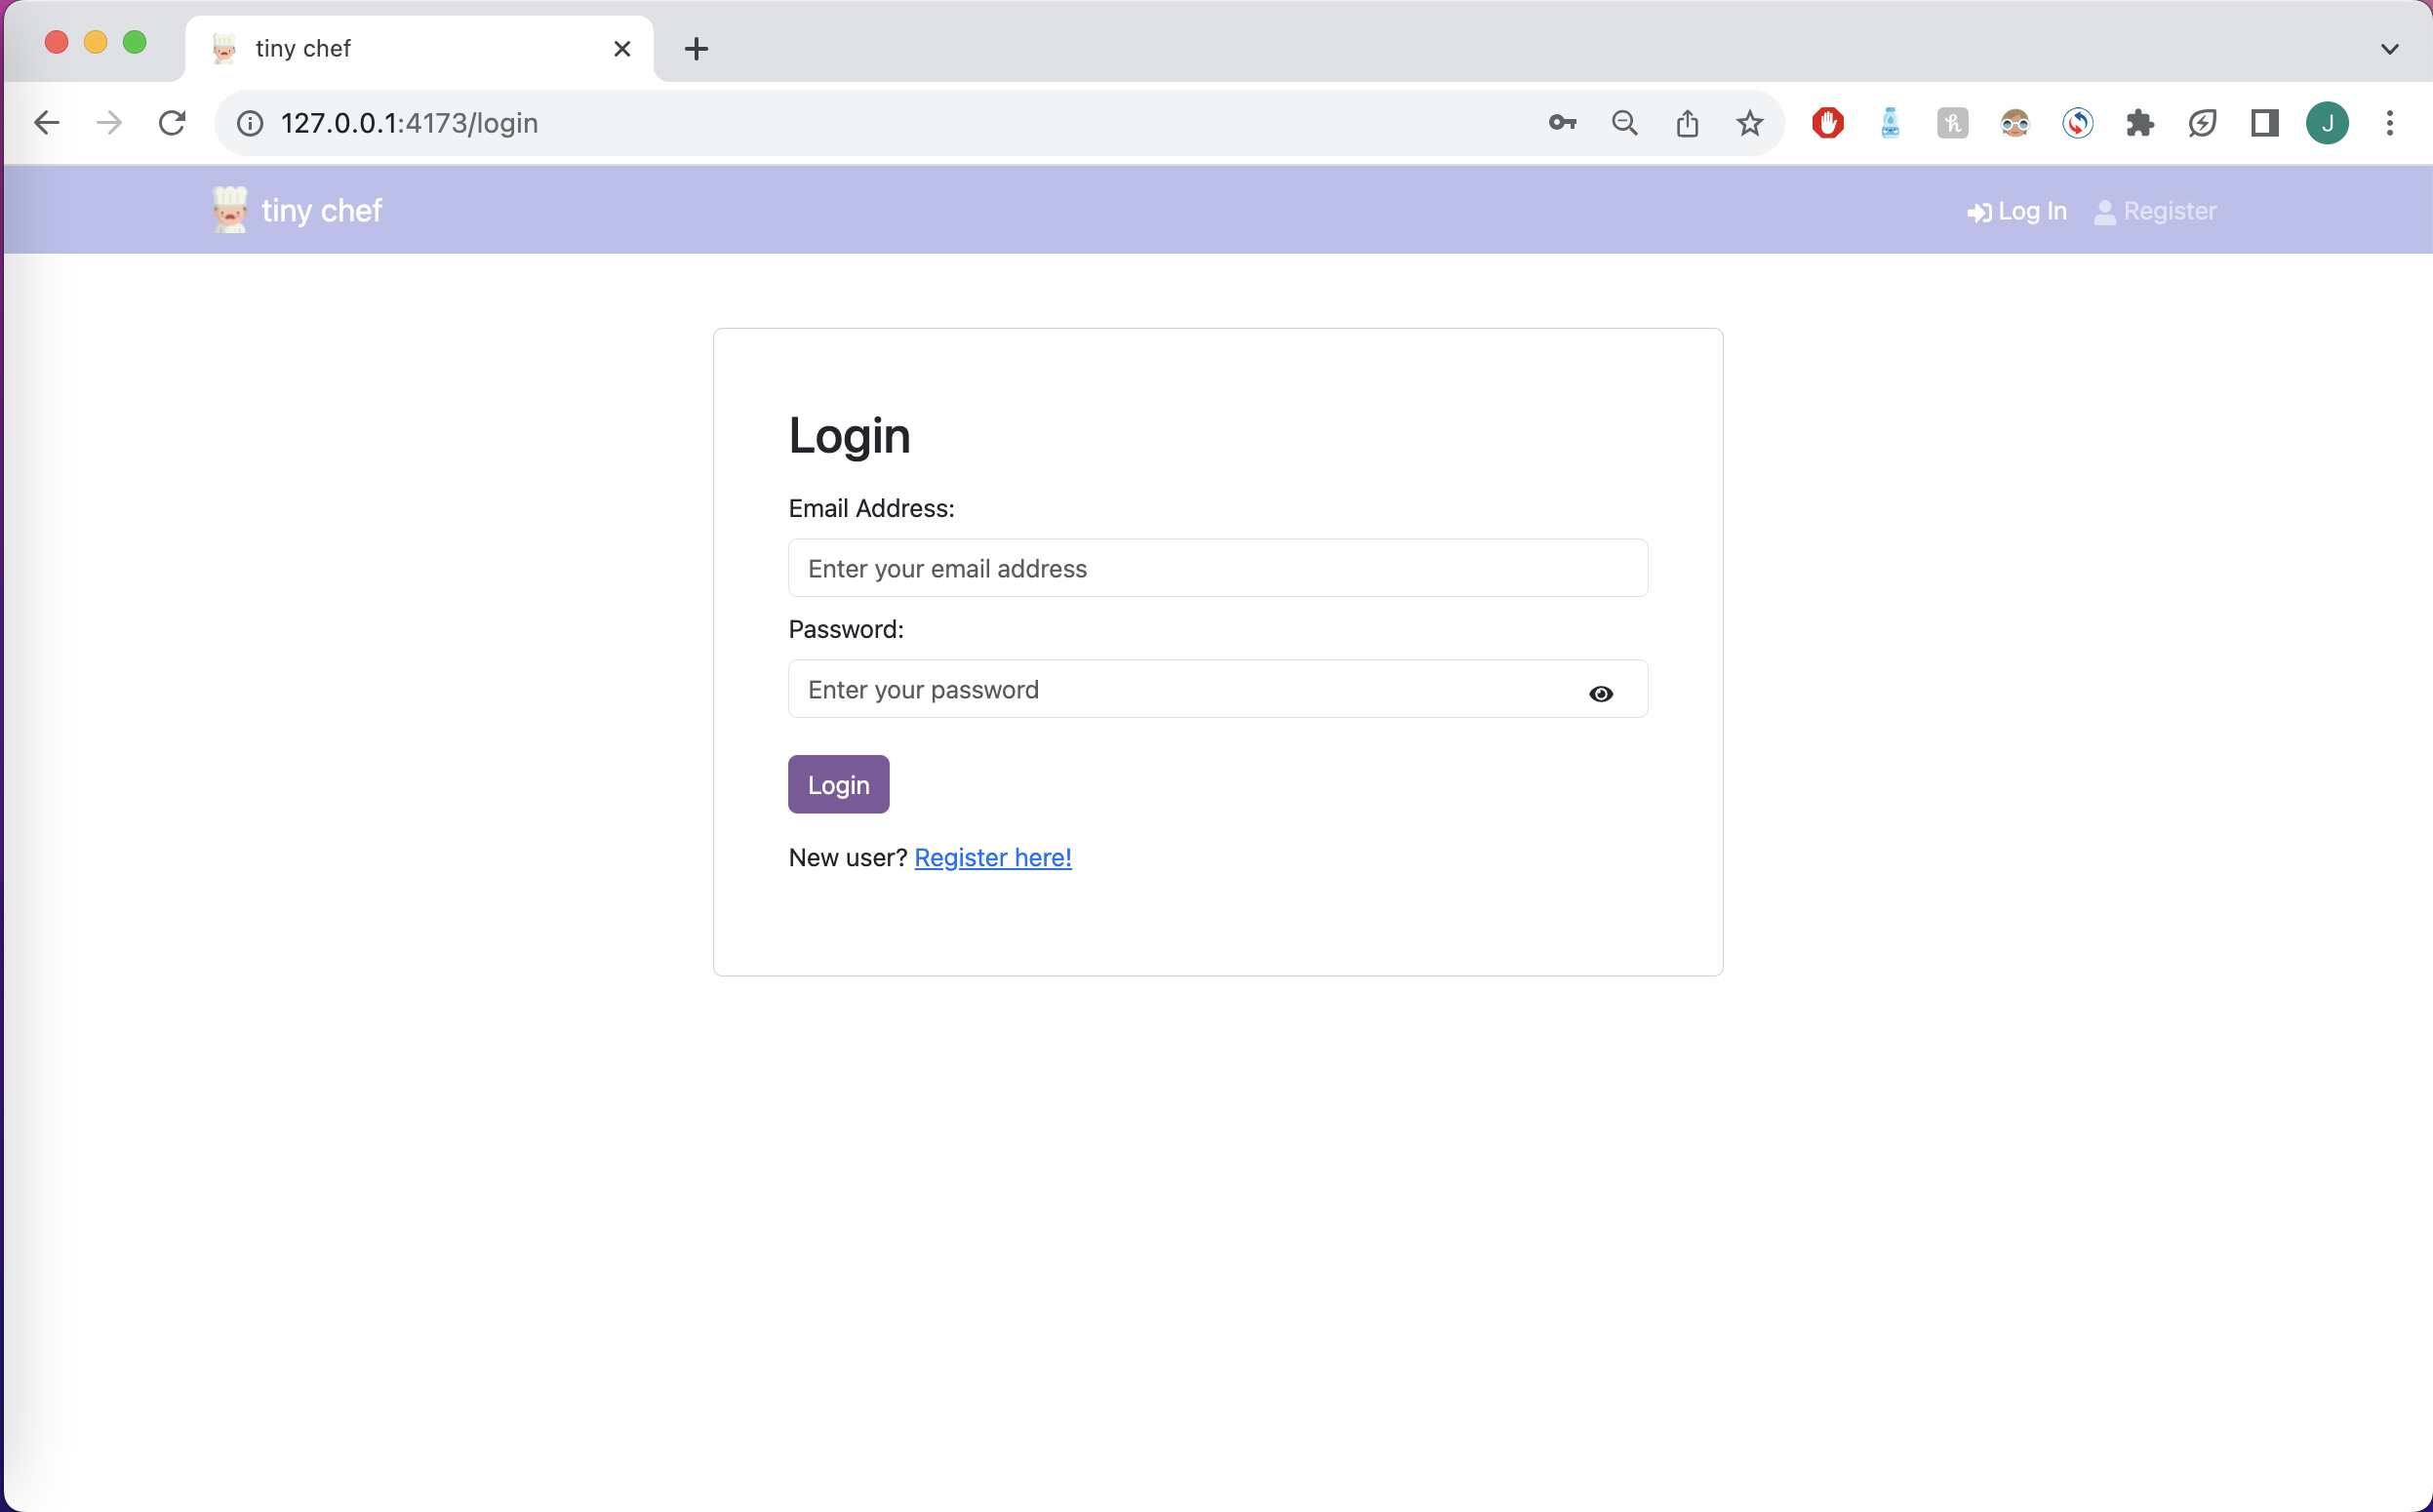 tiny chef
127.0.0.1:4173/login
J
tiny chef
Log In Register
Login
Email Address:
Enter your email address
Password:
Enter your password
Login
New user? Register here!